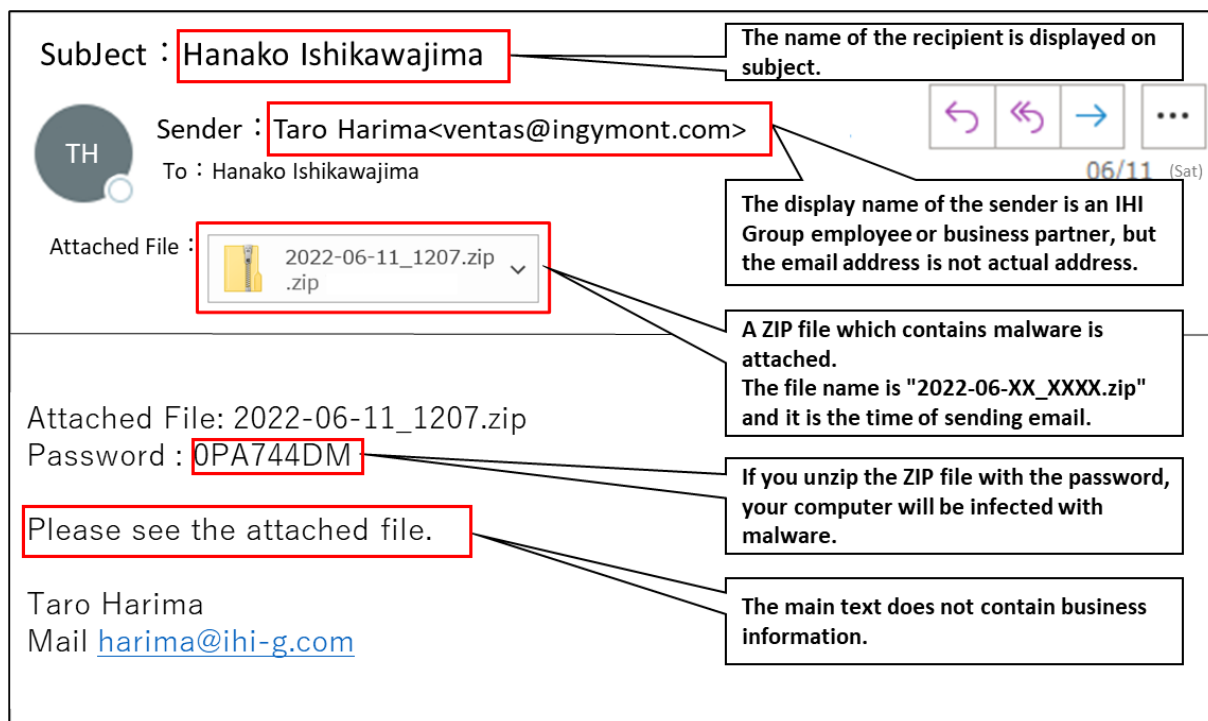 SubJect：Hanako Ishikawajima
The name of the recipient is displayed on
subject.
TH
Sender：Taro Harima<ventas@ingymont.com>
To：Hanako Ishikawajima
06/11 (Sat)
The display name of the sender is an IHI
Group employee or business partner, but
the email address is not actual address.
Attached File：
2022-06-11_1207.zip
.zip
A ZIP file which contains malware is
attached.
The file name is "2022-06-XX_XXXX.zip"
and it is the time of sending email.
Attached File: 2022-06-11_1207.zip
Password : 0PA744DM
If you unzip the ZIP file with the password,
your computer will be infected with
malware.
Please see the attached file.
The main text does not contain business
information.
Taro Harima
Mail harima@ihi-g.com